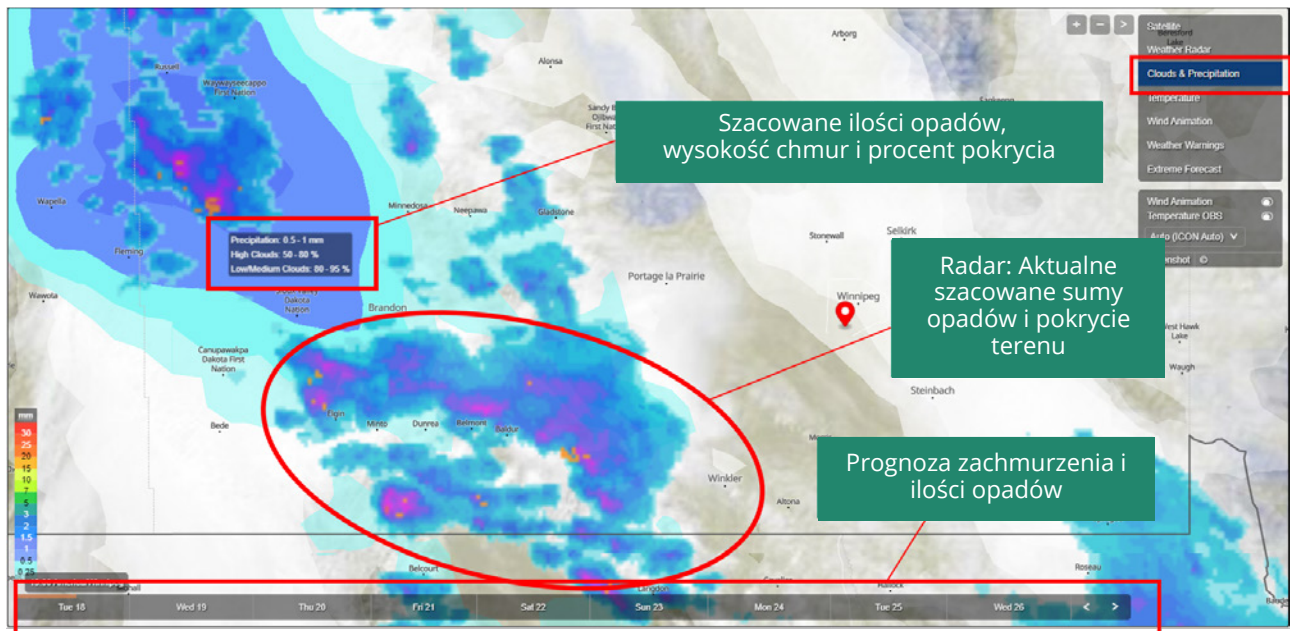 Satellite
Weather Radar
Clouds & Precipitation
Temperature
Wind Animation
Weather Warnings
Extreme Forecast
Wind Animation
Temperature OBS
Auto (ICON Auto)
Szacowane ilości opadów,
wysokość chmur i procent pokrycia
Radar: Aktualne
szacowane sumy
opadów i pokrycie
terenu
Prognoza zachmurzenia i
ilości opadów
Precipitation: 0.5 - 1 mm
High Clouds: 50 - 80 %
Low/Medium Clouds: 80 - 95 %
Arborg
Alonsa
Russell
Waywayseecappo
First Nation
Sandy
Wapella
Minnedosa
Neepawa
Gladstone
Stonewall
Selkirk
Fleming
Portage la Prairie
Wawota
Dakota
Nation
Brandon
Winnipeg
West Hawk
Lake
Canupawakpa
Dakota First
Nation
Waugh
Steinbach
Elgin
Minto
Dunrea
Belmont
Baldur
Bede
Winkler
Altona
Belcourt
Langdon
Roseau
mm
30
25
20
15
10
7
5
3
2
1.5
1
0.5
0.25
Tue 18
Wed 19
Thu 20
Fri 21
Sat 22
Sun 23
Mon 24
Tue 25
Wed 26
< >
+ − >